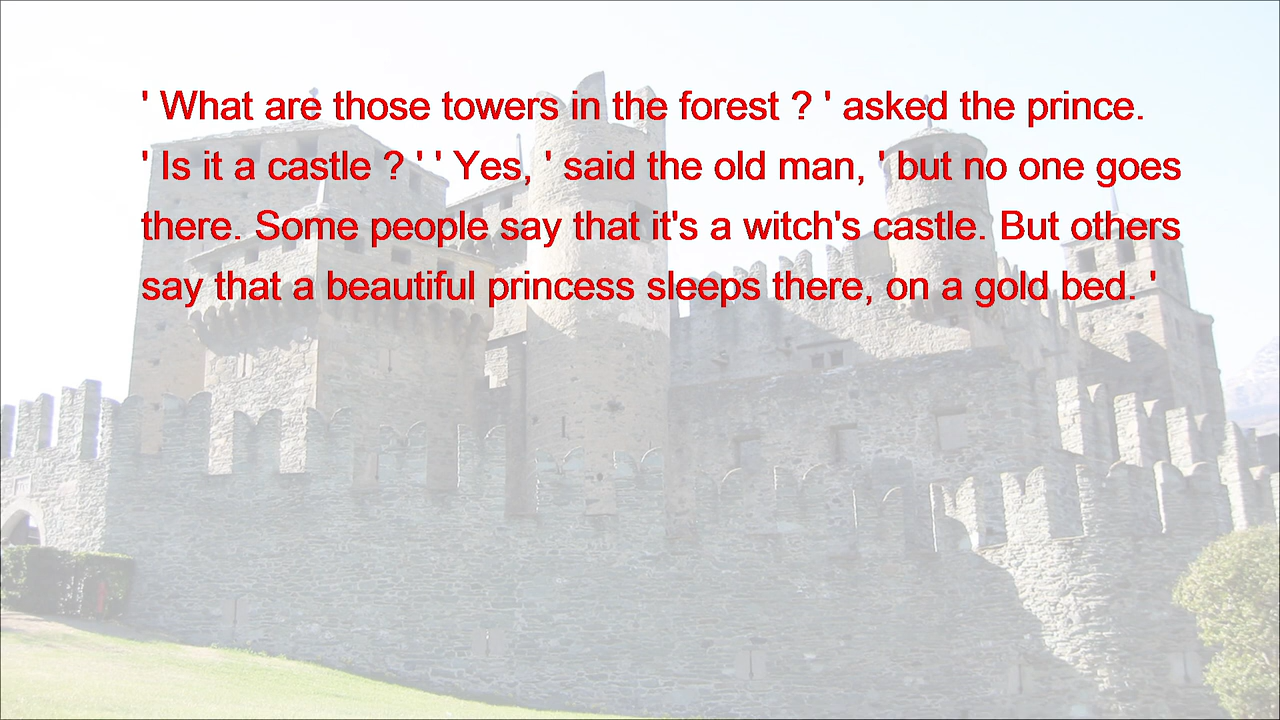 ' What are those towers in the forest ? ' asked the prince.
' Is it a castle ? ' ' Yes, ' said the old man, ' but no one goes
there. Some people say that it's a witch's castle. But others
say that a beautiful princess sleeps there, on a gold bed. '